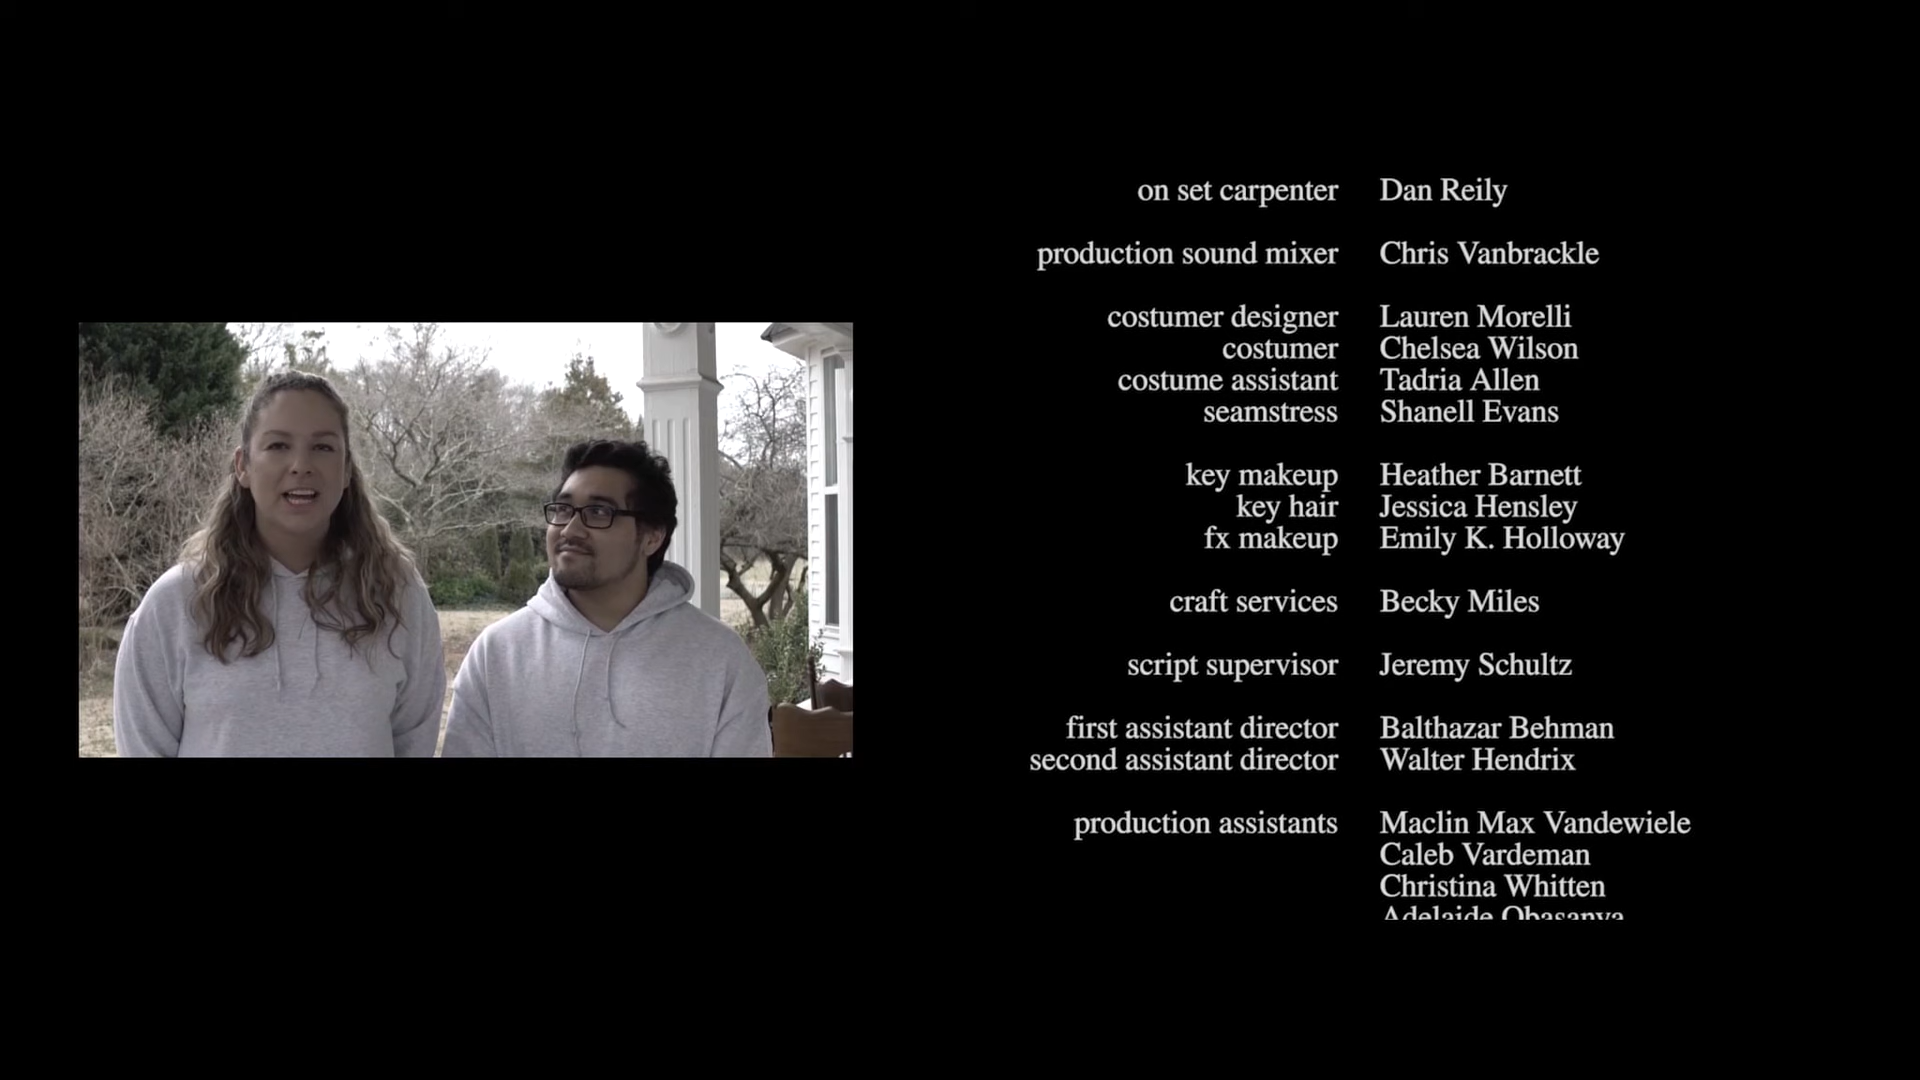 on set carpenter Dan Reily
production sound mixer Chris Vanbrackle
costumer designer Lauren Morelli
costumer Chelsea Wilson
costume assistant Tadria Allen
seamstress Shanell Evans
key makeup Heather Barnett
key hair Jessica Hensley
fx makeup Emily K. Holloway
craft services Becky Miles
script supervisor Jeremy Schultz
first assistant director Balthazar Behman
second assistant director Walter Hendrix
production assistants Maclin Max Vandewiele
Caleb Vardeman
Christina Whitten
Adelaide Obasanya